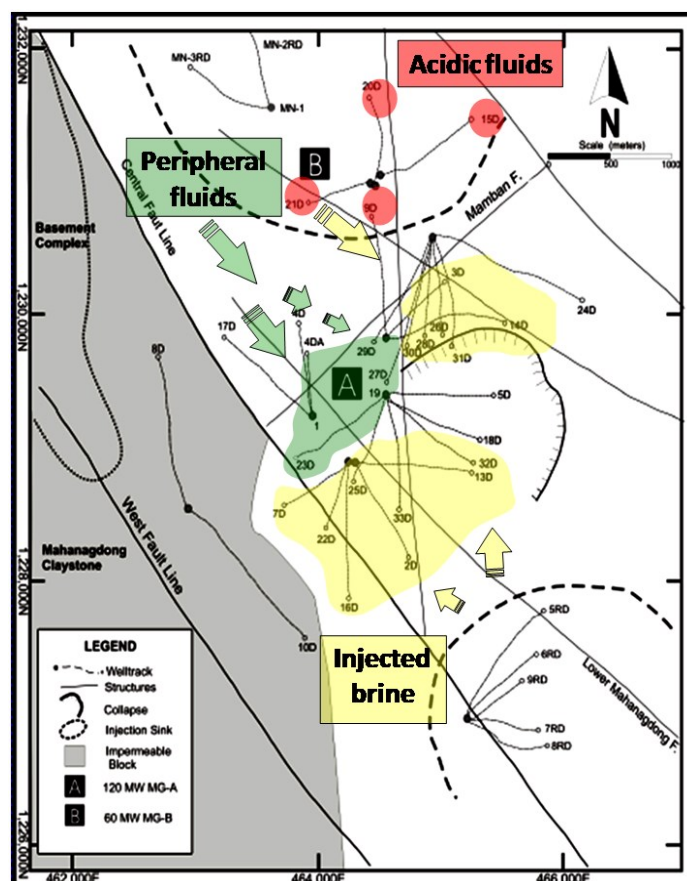 1,232,000N
MN-2RD
MN-3RD
MN-1
20D
Acidic fluids
15D
N
Scale (meters)
0 500 1000
Peripheral
fluids
B
21D
9D
Mamban F.
Central Fault Line
Basement
Complex
1,230,000N
3D
24D
4D
17D
4DA
29D
30D
28D
26D
14D
31D
8D
27D
A
19
5D
1
23D
18D
32D
13D
25D
7D
22D
33D
2D
16D
West Fault Line
Mahanagdong
Claystone
1,228,000N
10D
5RD
6RD
9RD
7RD
8RD
Lower Mahanagdong F.
Injected
brine
LEGEND
Welltrack
Structures
Collapse
Injection Sink
Impermeable
Block
A 120 MW MG-A
B 60 MW MG-B
1,226,000N
462,000E
464,000E
466,000E